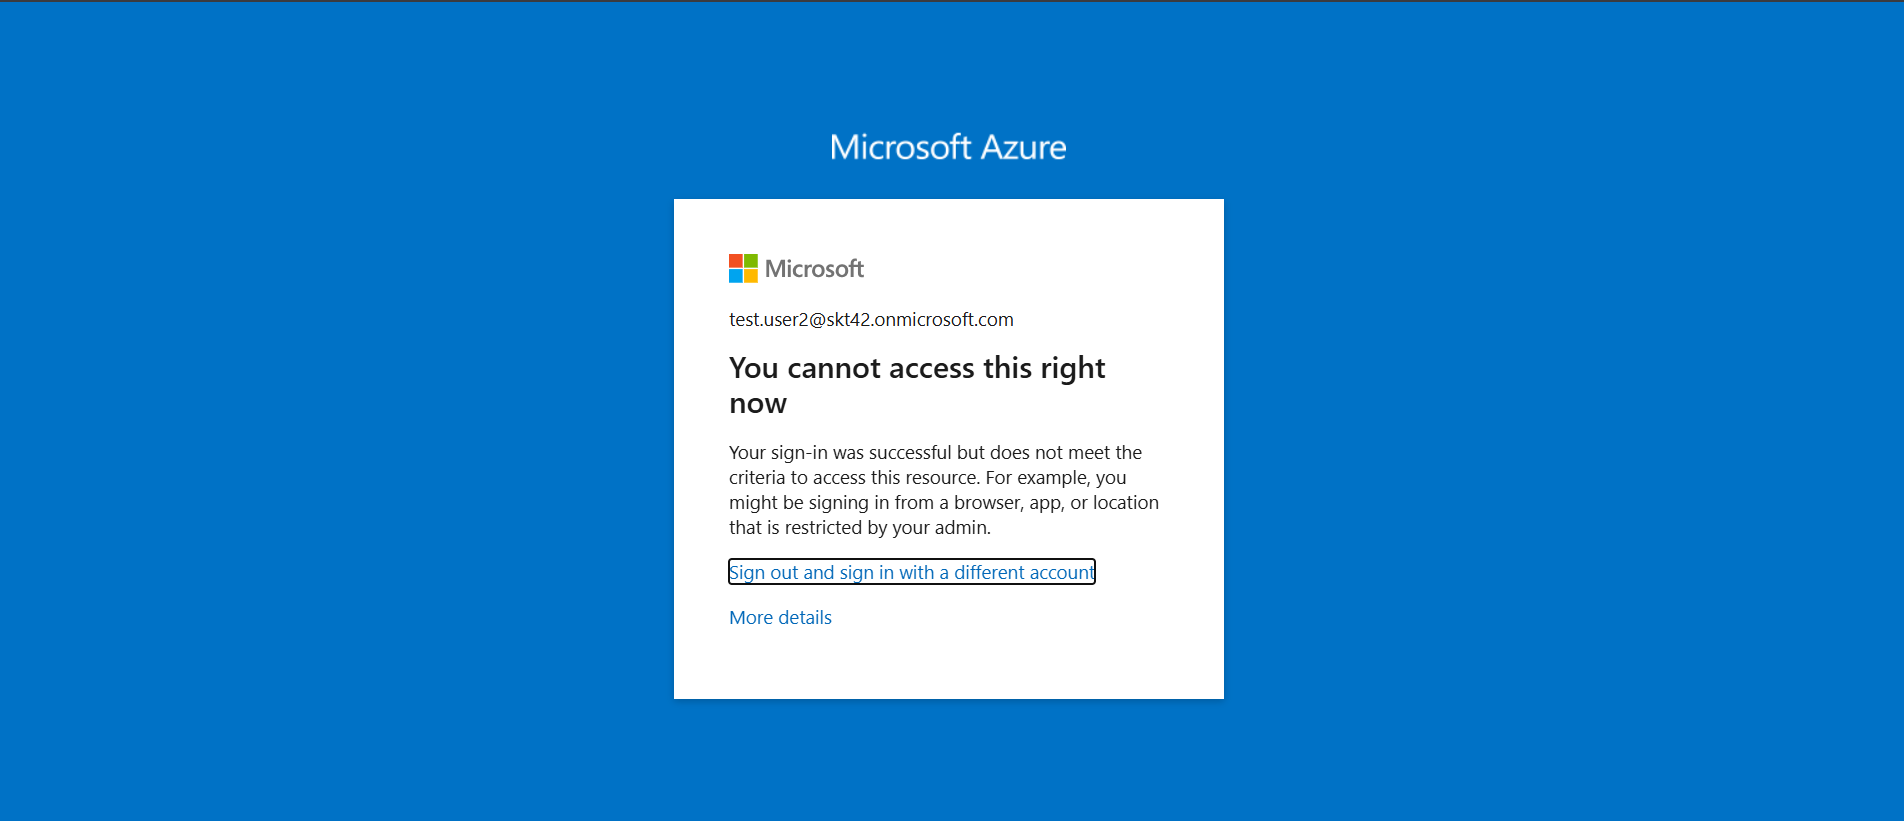 Microsoft Azure
Microsoft
test.user2@skt42.onmicrosoft.com
You cannot access this right
now
Your sign-in was successful but does not meet the
criteria to access this resource. For example, you
might be signing in from a browser, app, or location
that is restricted by your admin.
Sign out and sign in with a different account
More details